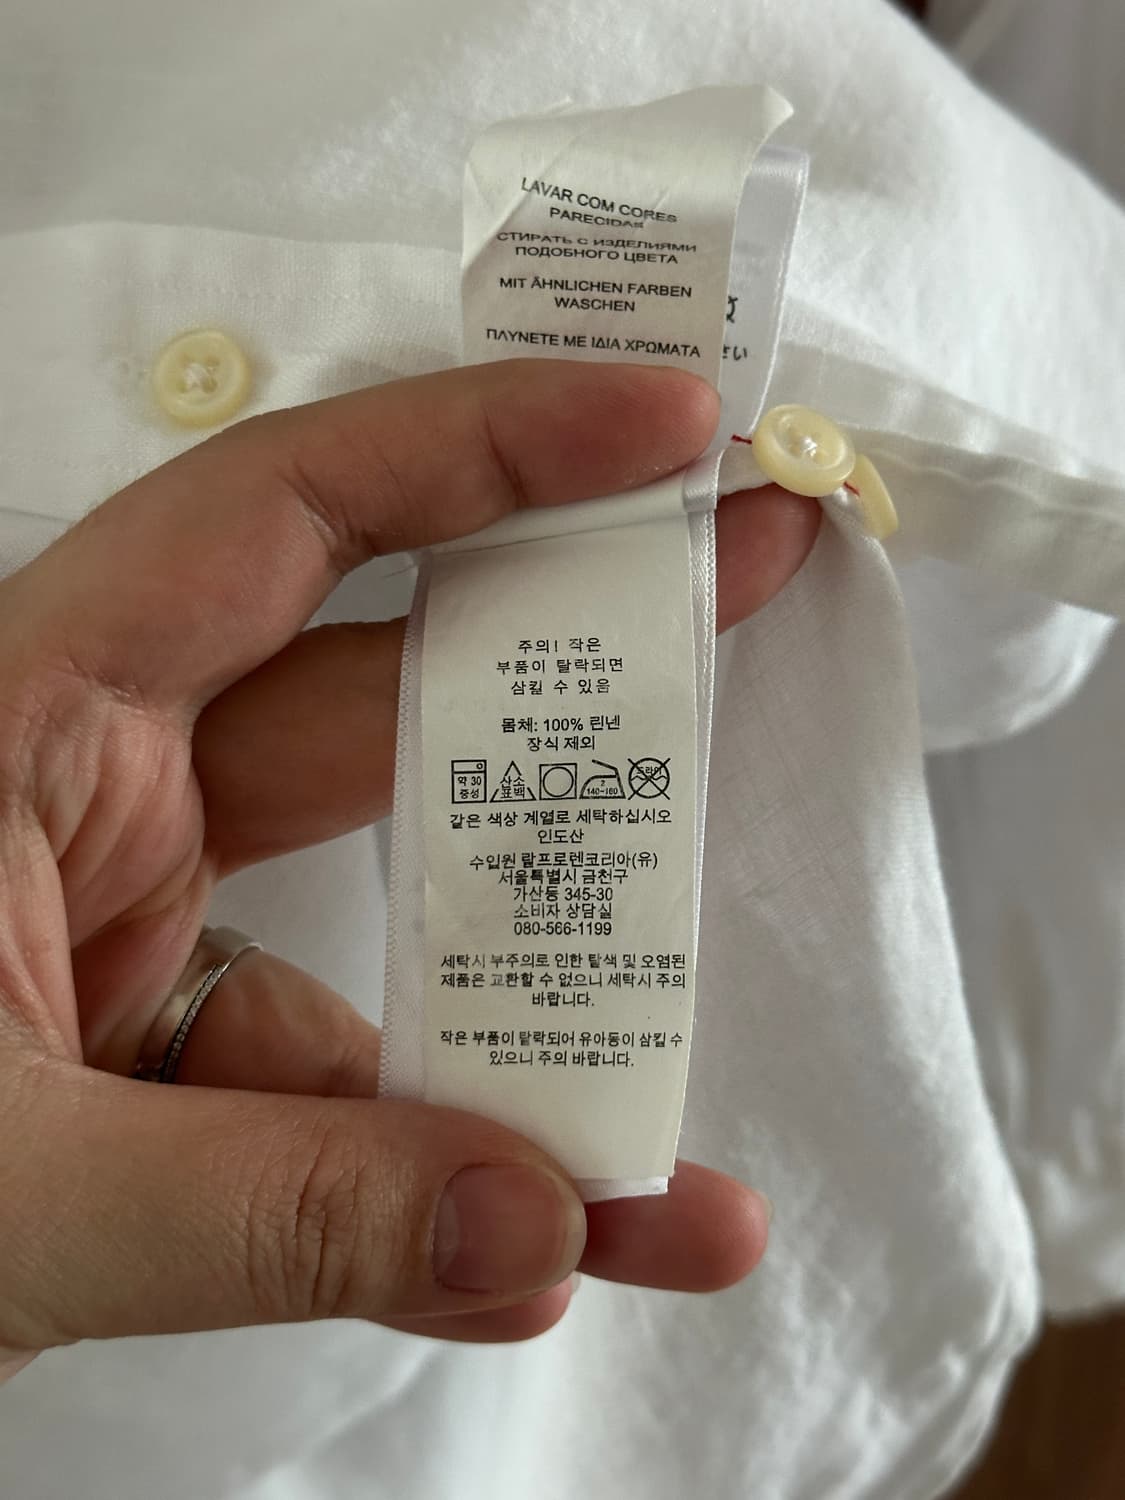 LAVAR COM CORES
PARECIDAS
СТИРАТЬ С ИЗДЕЛИЯМИ
ПОДОБНОГО ЦВЕТА
MIT ÄHNLICHEN FARBEN
WASCHEN
ΠΛΥΝΕΤΕ ΜΕ ΙΔΙΑ ΧΡΩΜΑΤΑ
さい
주의! 작은
부품이 탈락되면
삼킬 수 있음
몸체: 100% 린넨
장식 제외
약 30
중성
산소
표백
2
140~160
드라이
같은 색상 계열로 세탁하십시오
인도산
수입원 랄프로렌코리아(유)
서울특별시 금천구
가산동 345-30
소비자 상담실
080-566-1199
세탁시 부주의로 인한 탈색 및 오염된
제품은 교환할 수 없으니 세탁시 주의
바랍니다.
작은 부품이 탈락되어 유아동이 삼킬 수
있으니 주의 바랍니다.